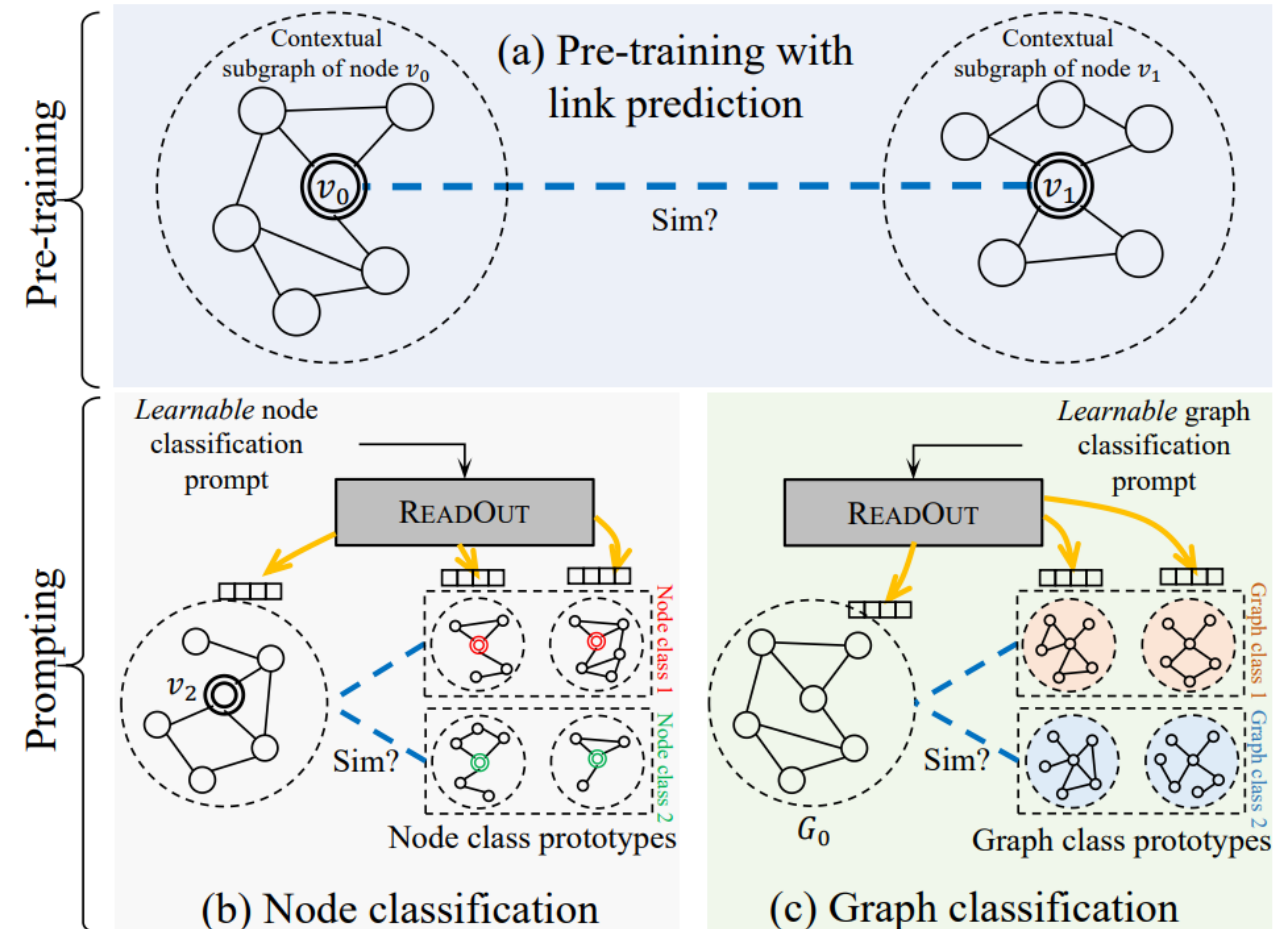 Pre-training
Contextual
subgraph of node v₀
(a) Pre-training with
link prediction
Contextual
subgraph of node v₁
v₀
v₁
Sim?
Prompting
Learnable node
classification
prompt
READOUT
v₂
Sim?
Node class 1
Node class 2
Node class prototypes
(b) Node classification
Learnable graph
classification
prompt
READOUT
G₀
Sim?
Graph class 1
Graph class 2
Graph class prototypes
(c) Graph classification